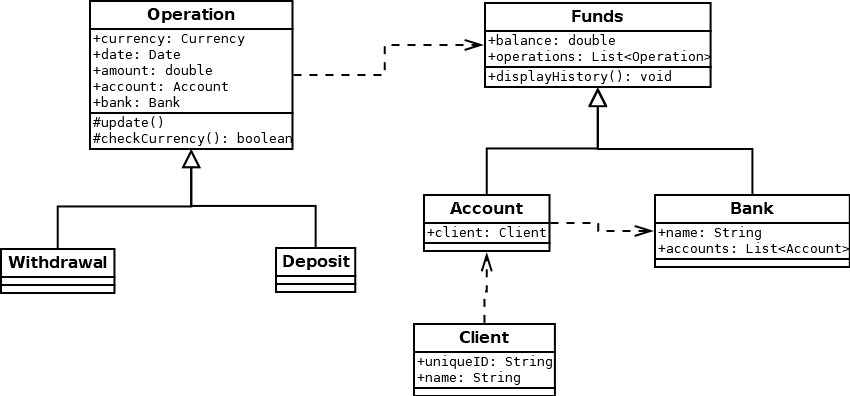 Operation
+currency: Currency
+date: Date
+amount: double
+account: Account
+bank: Bank
#update()
#checkCurrency(): boolean
Funds
+balance: double
+operations: List<Operation>
+displayHistory(): void
Withdrawal
Deposit
Account
+client: Client
Bank
+name: String
+accounts: List<Account>
Client
+uniqueID: String
+name: String